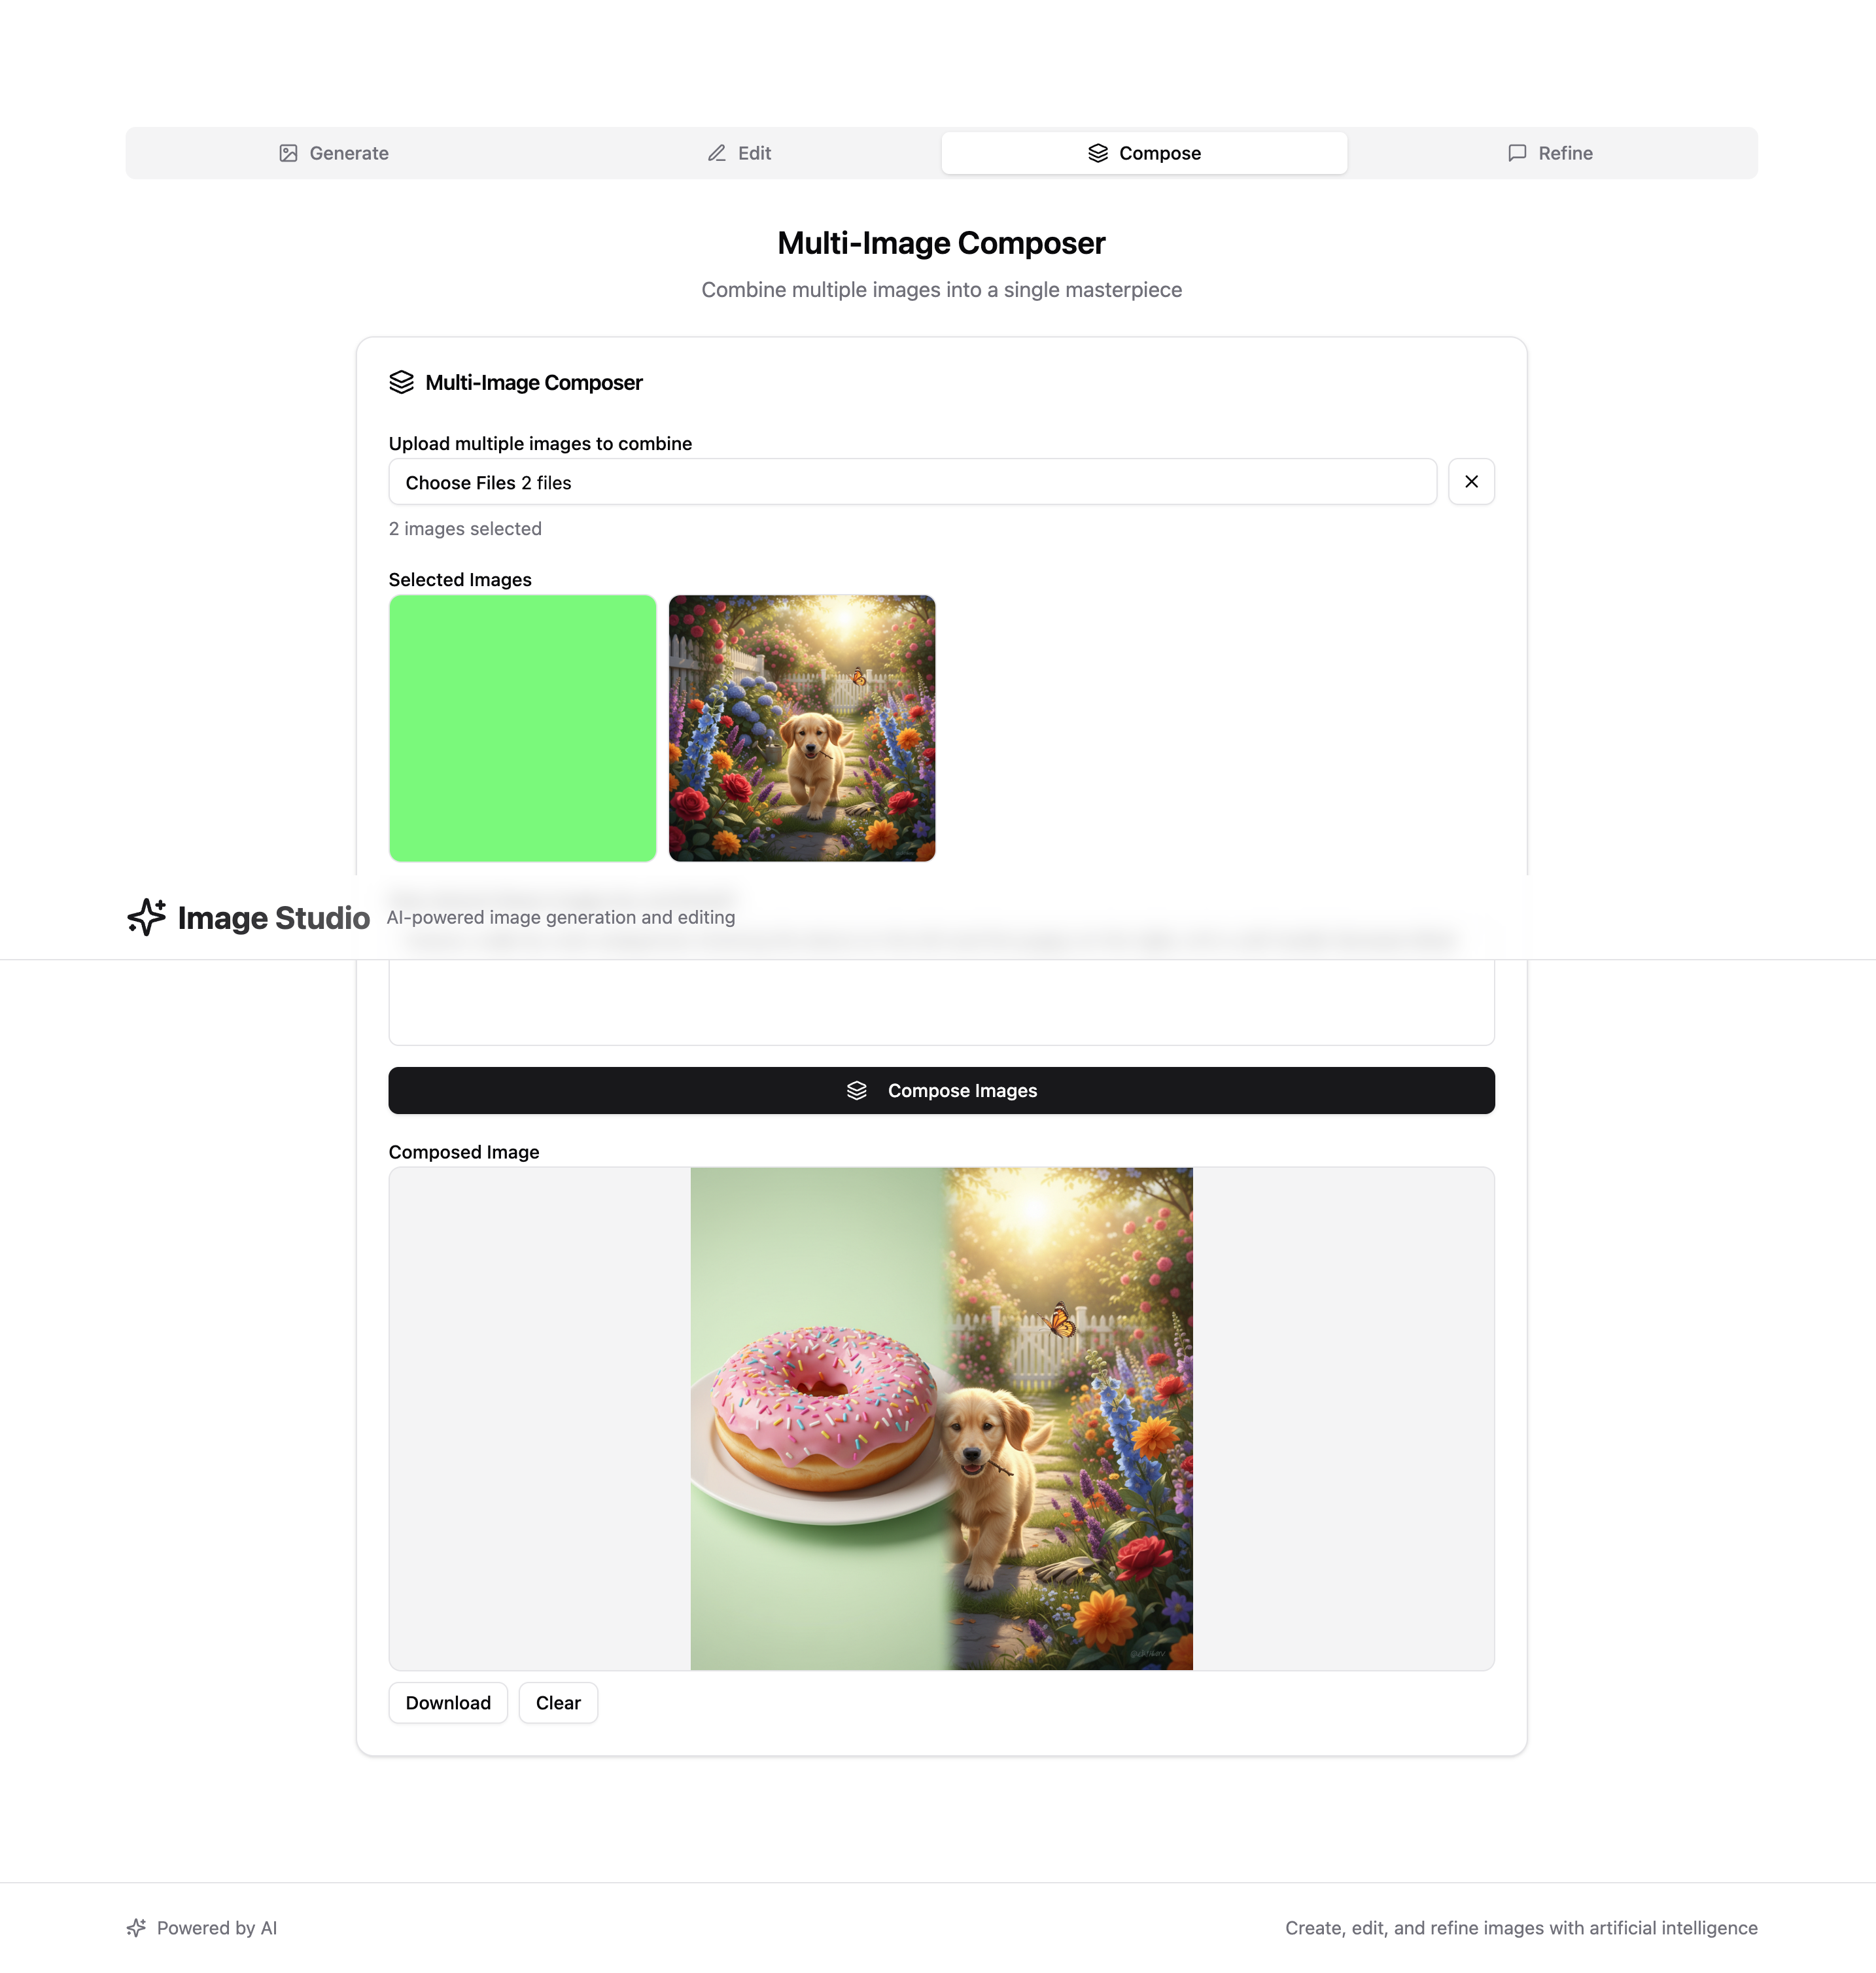 Generate
Edit
Compose
Refine
Multi-Image Composer
Combine multiple images into a single masterpiece
Multi-Image Composer
Upload multiple images to combine
Choose Files 2 files
2 images selected
Selected Images
Image Studio AI-powered image generation and editing
Compose Images
Composed Image
Download
Clear
Powered by AI
Create, edit, and refine images with artificial intelligence